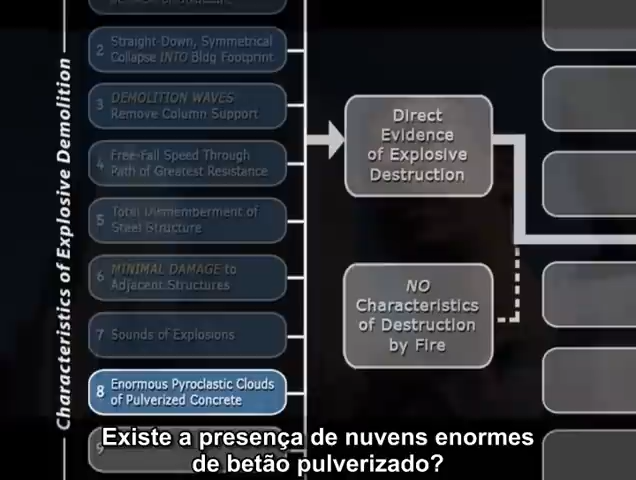 Characteristics of Explosive Demolition
2 Straight-Down, Symmetrical
Collapse INTO Bldg Footprint
3 DEMOLITION WAVES
Remove Column Support
4 Free-Fall Speed Through
Path of Greatest Resistance
5 Total Dismemberment of
Steel Structure
6 MINIMAL DAMAGE to
Adjacent Structures
7 Sounds of Explosions
8 Enormous Pyroclastic Clouds
of Pulverized Concrete
9
Direct
Evidence
of Explosive
Destruction
NO
Characteristics
of Destruction
by Fire
Existe a presença de nuvens enormes
de betão pulverizado?